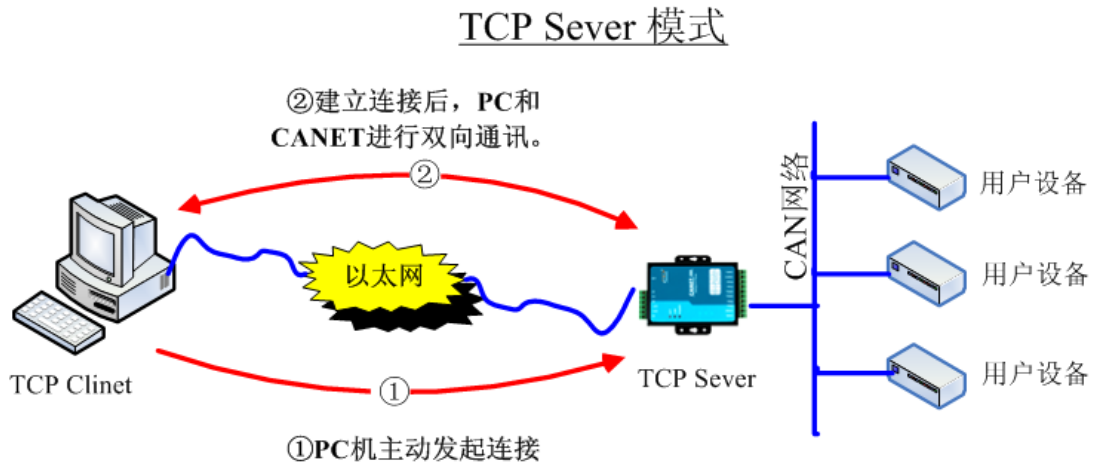 TCP Sever 模式
②建立连接后，PC和
CANET进行双向通讯。
②
以太网
CAN网络
用户设备
用户设备
用户设备
TCP Clinet
TCP Sever
①
①PC机主动发起连接